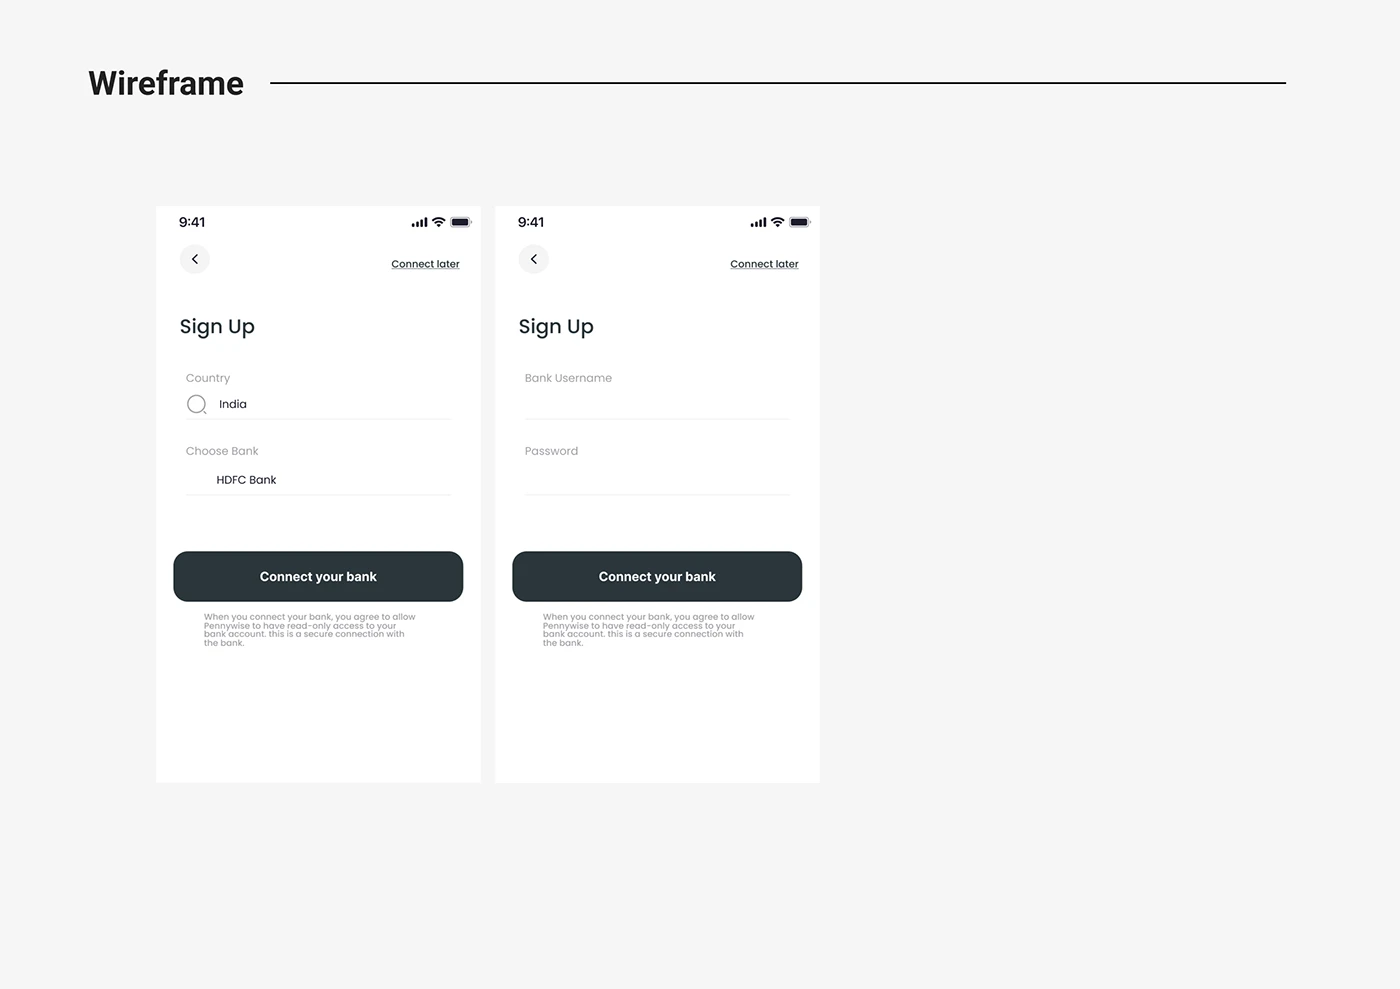 Wireframe
9:41
Connect later
Sign Up
Country
India
Choose Bank
HDFC Bank
Connect your bank
When you connect your bank, you agree to allow
Pennywise to have read-only access to your
bank account. this is a secure connection with
the bank.
9:41
Connect later
Sign Up
Bank Username
Password
Connect your bank
When you connect your bank, you agree to allow
Pennywise to have read-only access to your
bank account. this is a secure connection with
the bank.